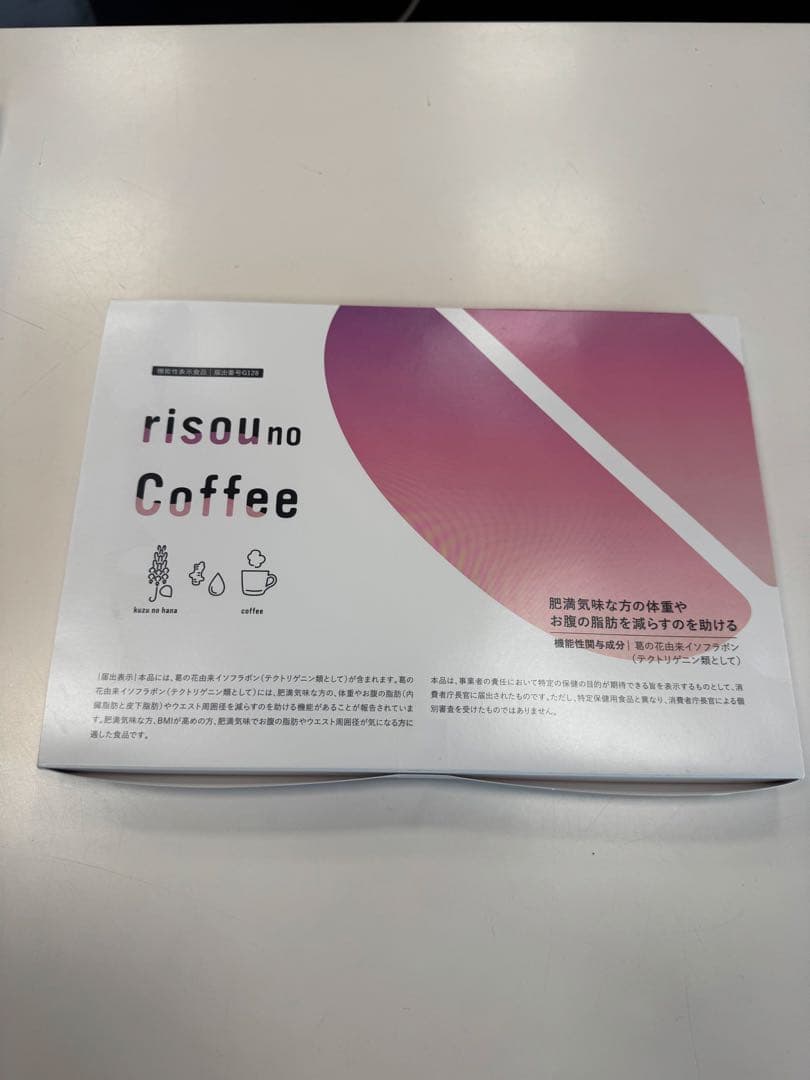 機能性表示食品｜届出番号G128
risou no
Coffee
kuzu no hana
coffee
肥満気味な方の体重や
お腹の脂肪を減らすのを助ける
機能性関与成分｜葛の花由来イソフラボン
（テクトリゲニン類として）
｜届出表示｜本品には、葛の花由来イソフラボン（テクトリゲニン類として）が含まれます。葛の
花由来イソフラボン（テクトリゲニン類として）には、肥満気味な方の、体重やお腹の脂肪（内
臓脂肪と皮下脂肪）やウエスト周囲径を減らすのを助ける機能があることが報告されていま
す。肥満気味な方、BMIが高めの方、肥満気味でお腹の脂肪やウエスト周囲径が気になる方に
適した食品です。
本品は、事業者の責任において特定の保健の目的が期待できる旨を表示するものとして、消
費者庁長官に届出されたものです。ただし、特定保健用食品と異なり、消費者庁長官による個
別審査を受けたものではありません。